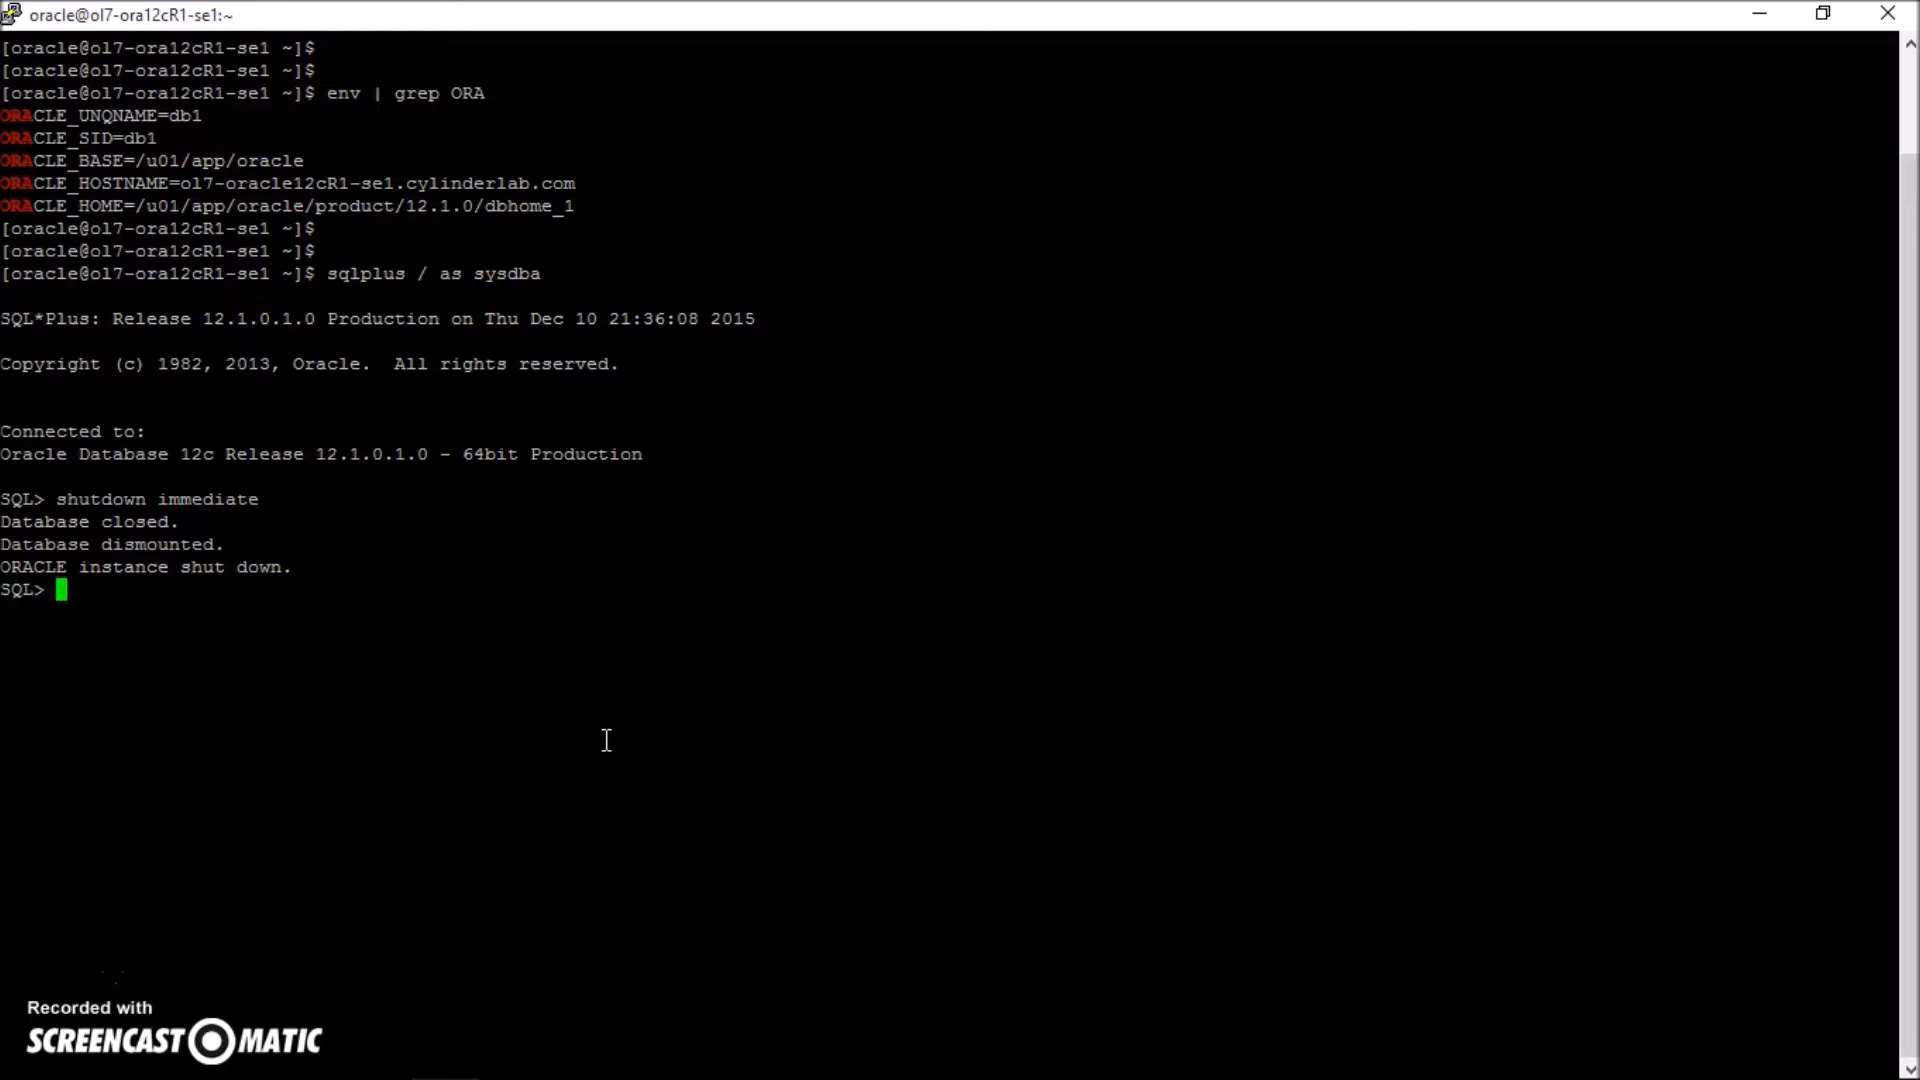 oracle@ol7-ora12cR1-se1:~
[oracle@ol7-ora12cR1-se1 ~]$
[oracle@ol7-ora12cR1-se1 ~]$
[oracle@ol7-ora12cR1-se1 ~]$ env | grep ORA
ORACLE_UNQNAME=db1
ORACLE_SID=db1
ORACLE_BASE=/u01/app/oracle
ORACLE_HOSTNAME=ol7-oracle12cR1-se1.cylinderlab.com
ORACLE_HOME=/u01/app/oracle/product/12.1.0/dbhome_1
[oracle@ol7-ora12cR1-se1 ~]$
[oracle@ol7-ora12cR1-se1 ~]$
[oracle@ol7-ora12cR1-se1 ~]$ sqlplus / as sysdba
SQL*Plus: Release 12.1.0.1.0 Production on Thu Dec 10 21:36:08 2015
Copyright (c) 1982, 2013, Oracle.  All rights reserved.
Connected to:
Oracle Database 12c Release 12.1.0.1.0 - 64bit Production
SQL> shutdown immediate
Database closed.
Database dismounted.
ORACLE instance shut down.
SQL>
Recorded with
SCREENCAST MATIC